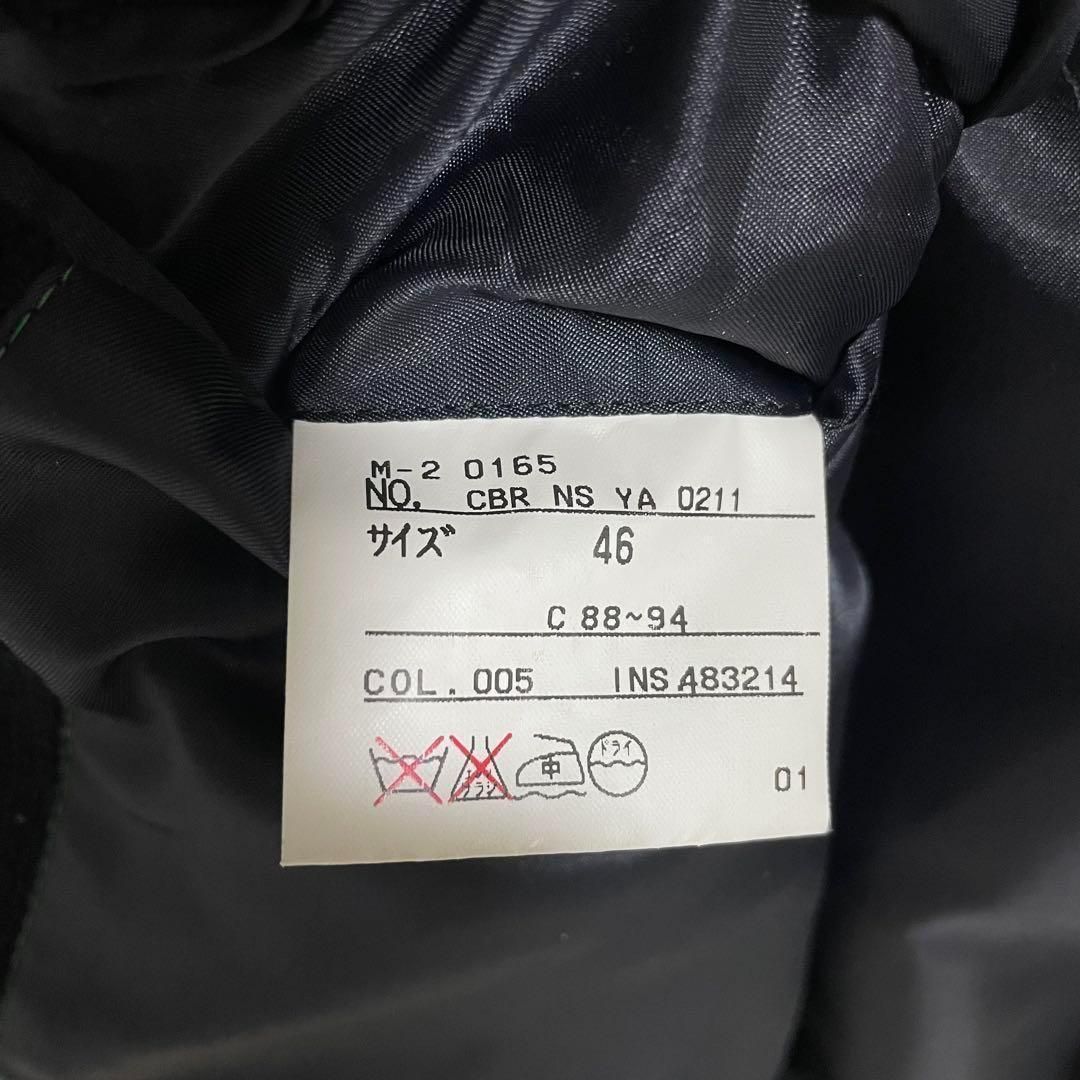 M-2 0165
NO. CBR NS YA 0211
サイズ 46
C 88~94
COL. 005 INS 483214
中 ドライ
01